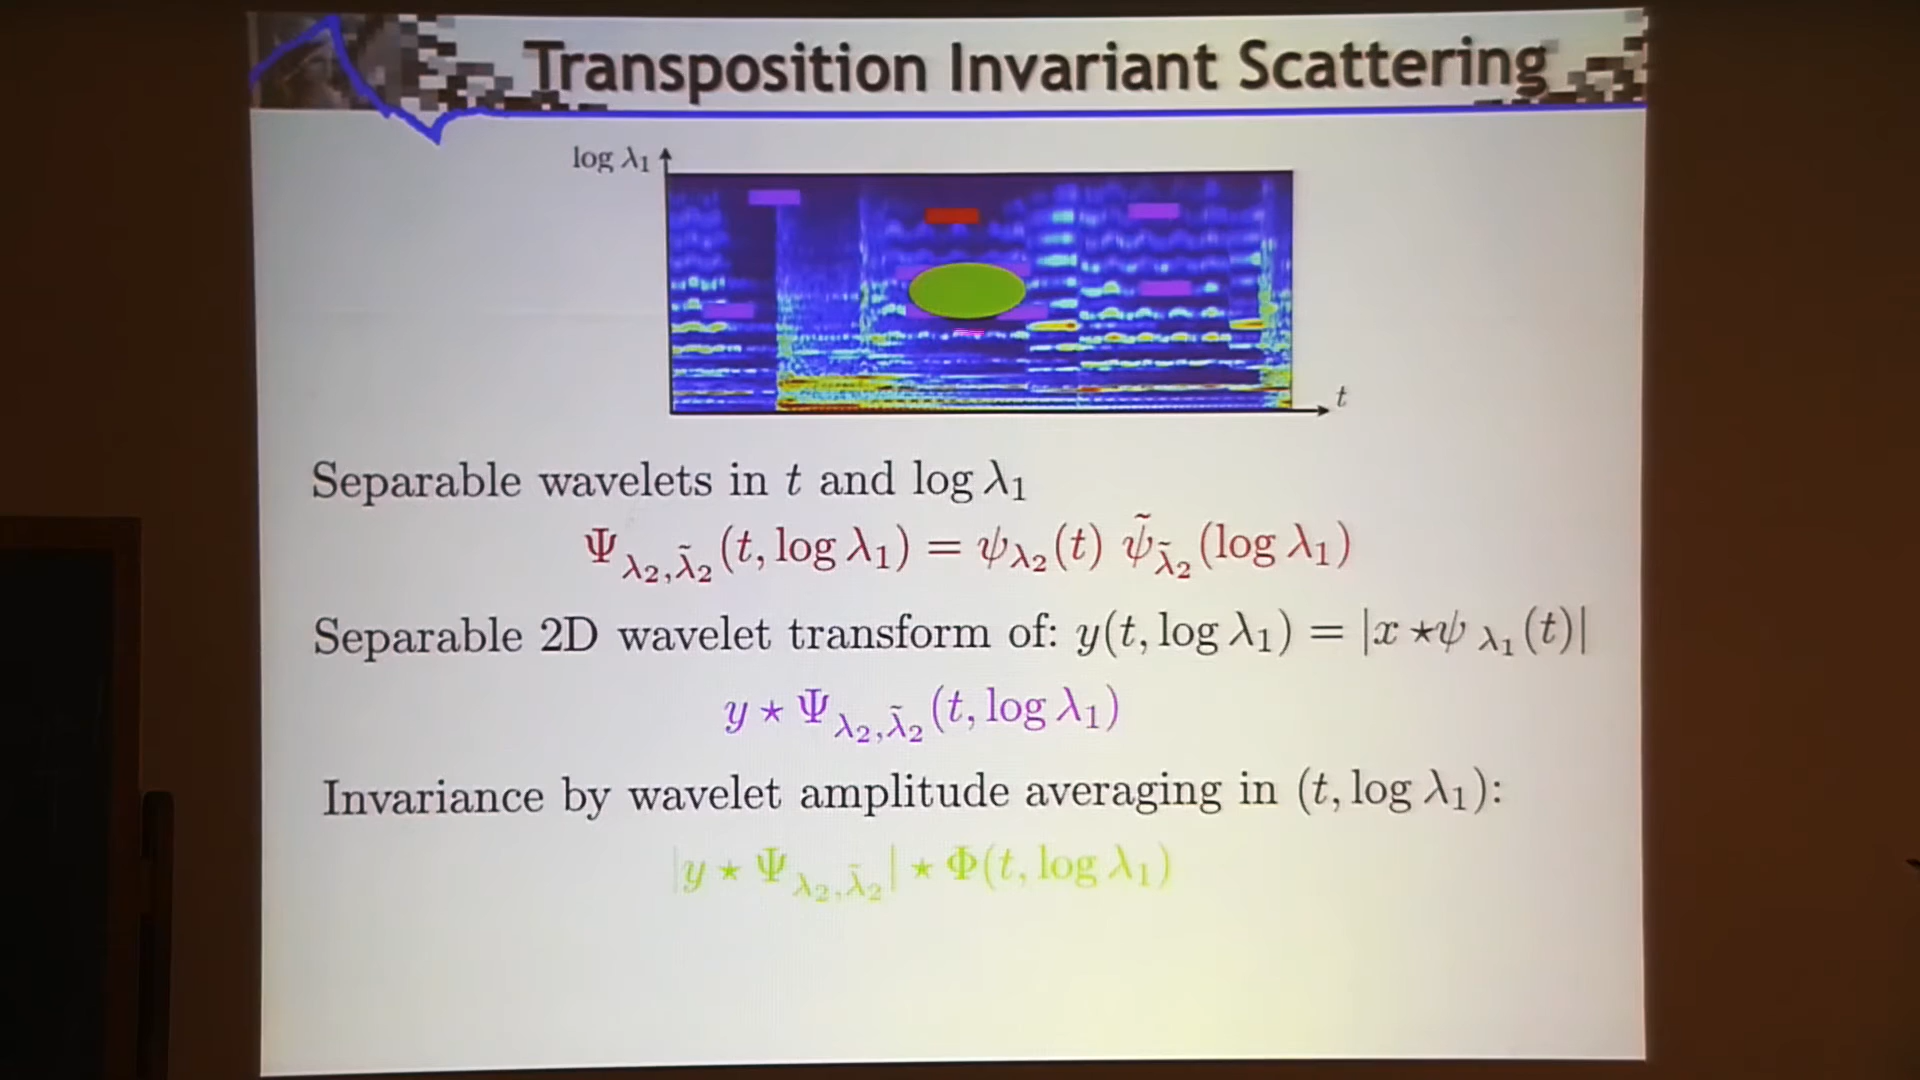 Transposition Invariant Scattering
log λ₁
t
Separable wavelets in t and log λ₁
Ψ_{λ₂,λ̃₂}(t, log λ₁) = ψ_{λ₂}(t) ψ̃_{λ̃₂}(log λ₁)
Separable 2D wavelet transform of: y(t, log λ₁) = |x ⋆ ψ_{λ₁}(t)|
y ⋆ Ψ_{λ₂,λ̃₂}(t, log λ₁)
Invariance by wavelet amplitude averaging in (t, log λ₁):
|y ⋆ Ψ_{λ₂,λ̃₂}| ⋆ Φ(t, log λ₁)